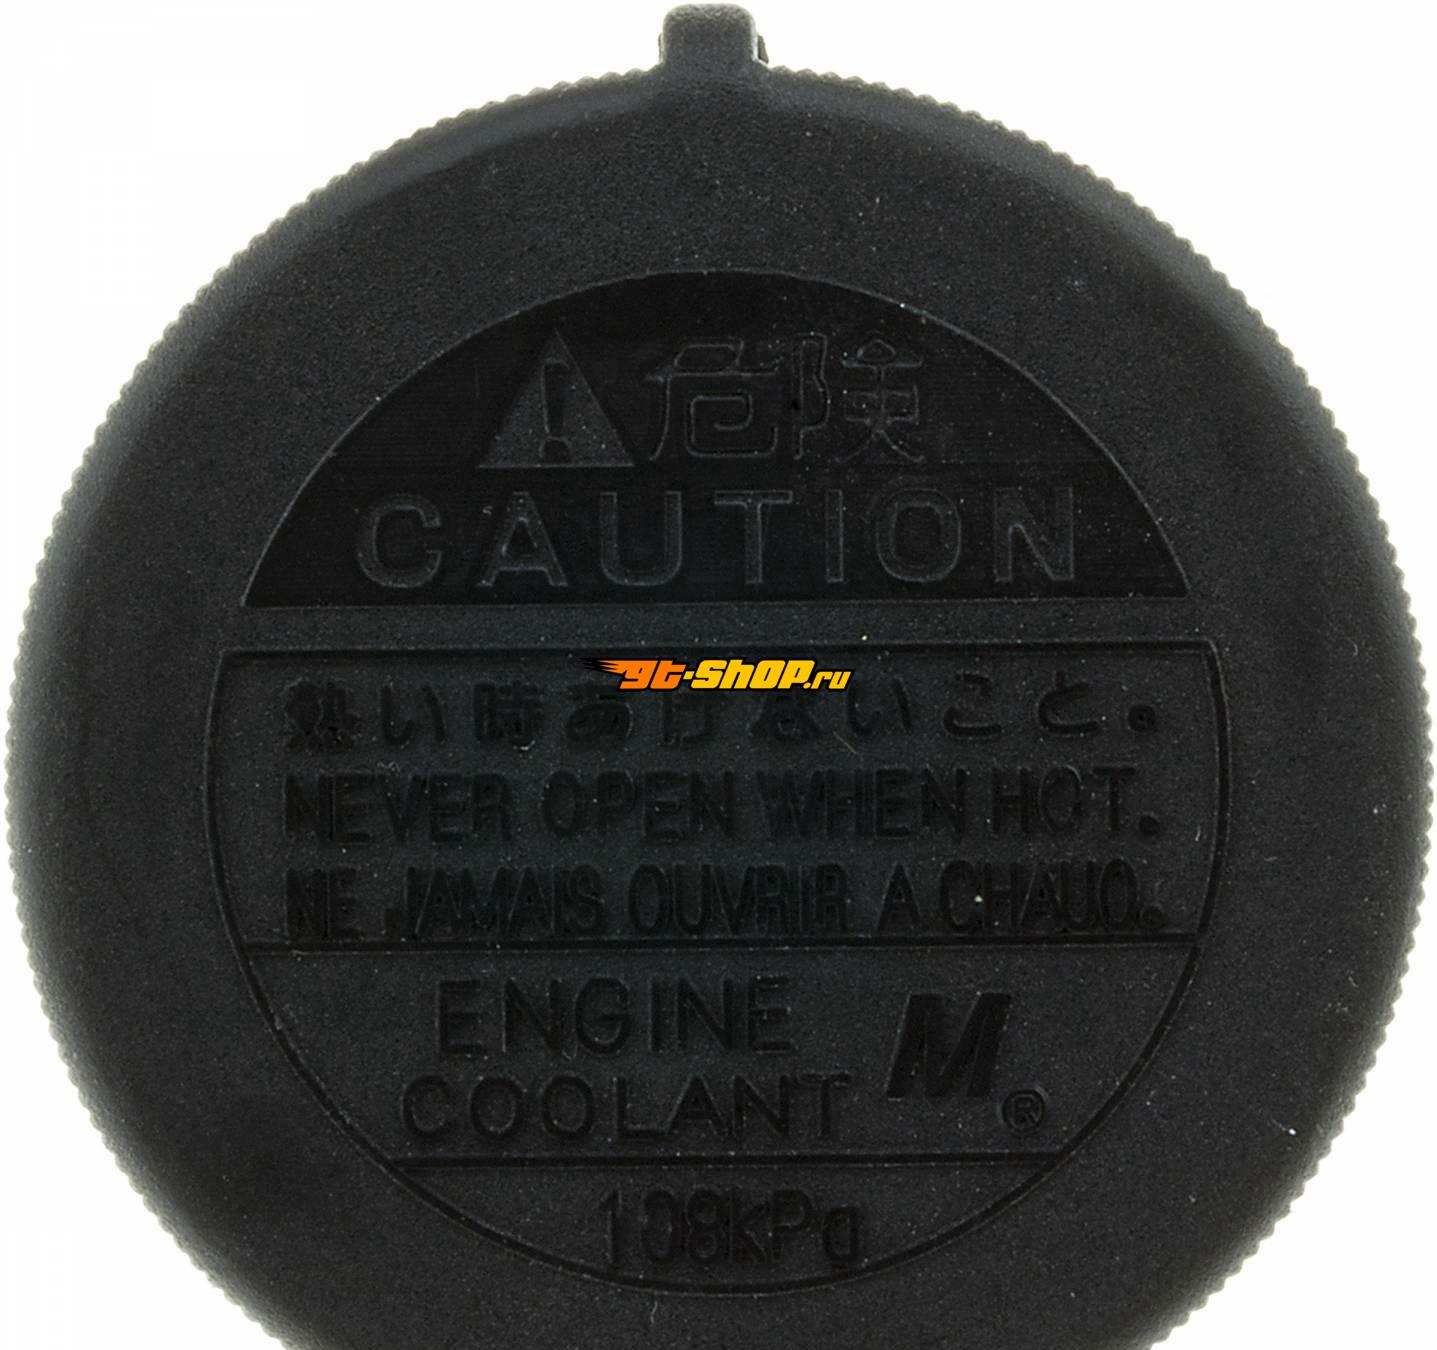 危険
CAUTION
gt-shop.ru
熱い時あけないこと。
NEVER OPEN WHEN HOT.
NE JAMAIS OUVRIR A CHAUD.
ENGINE
COOLANT M®
108kPa